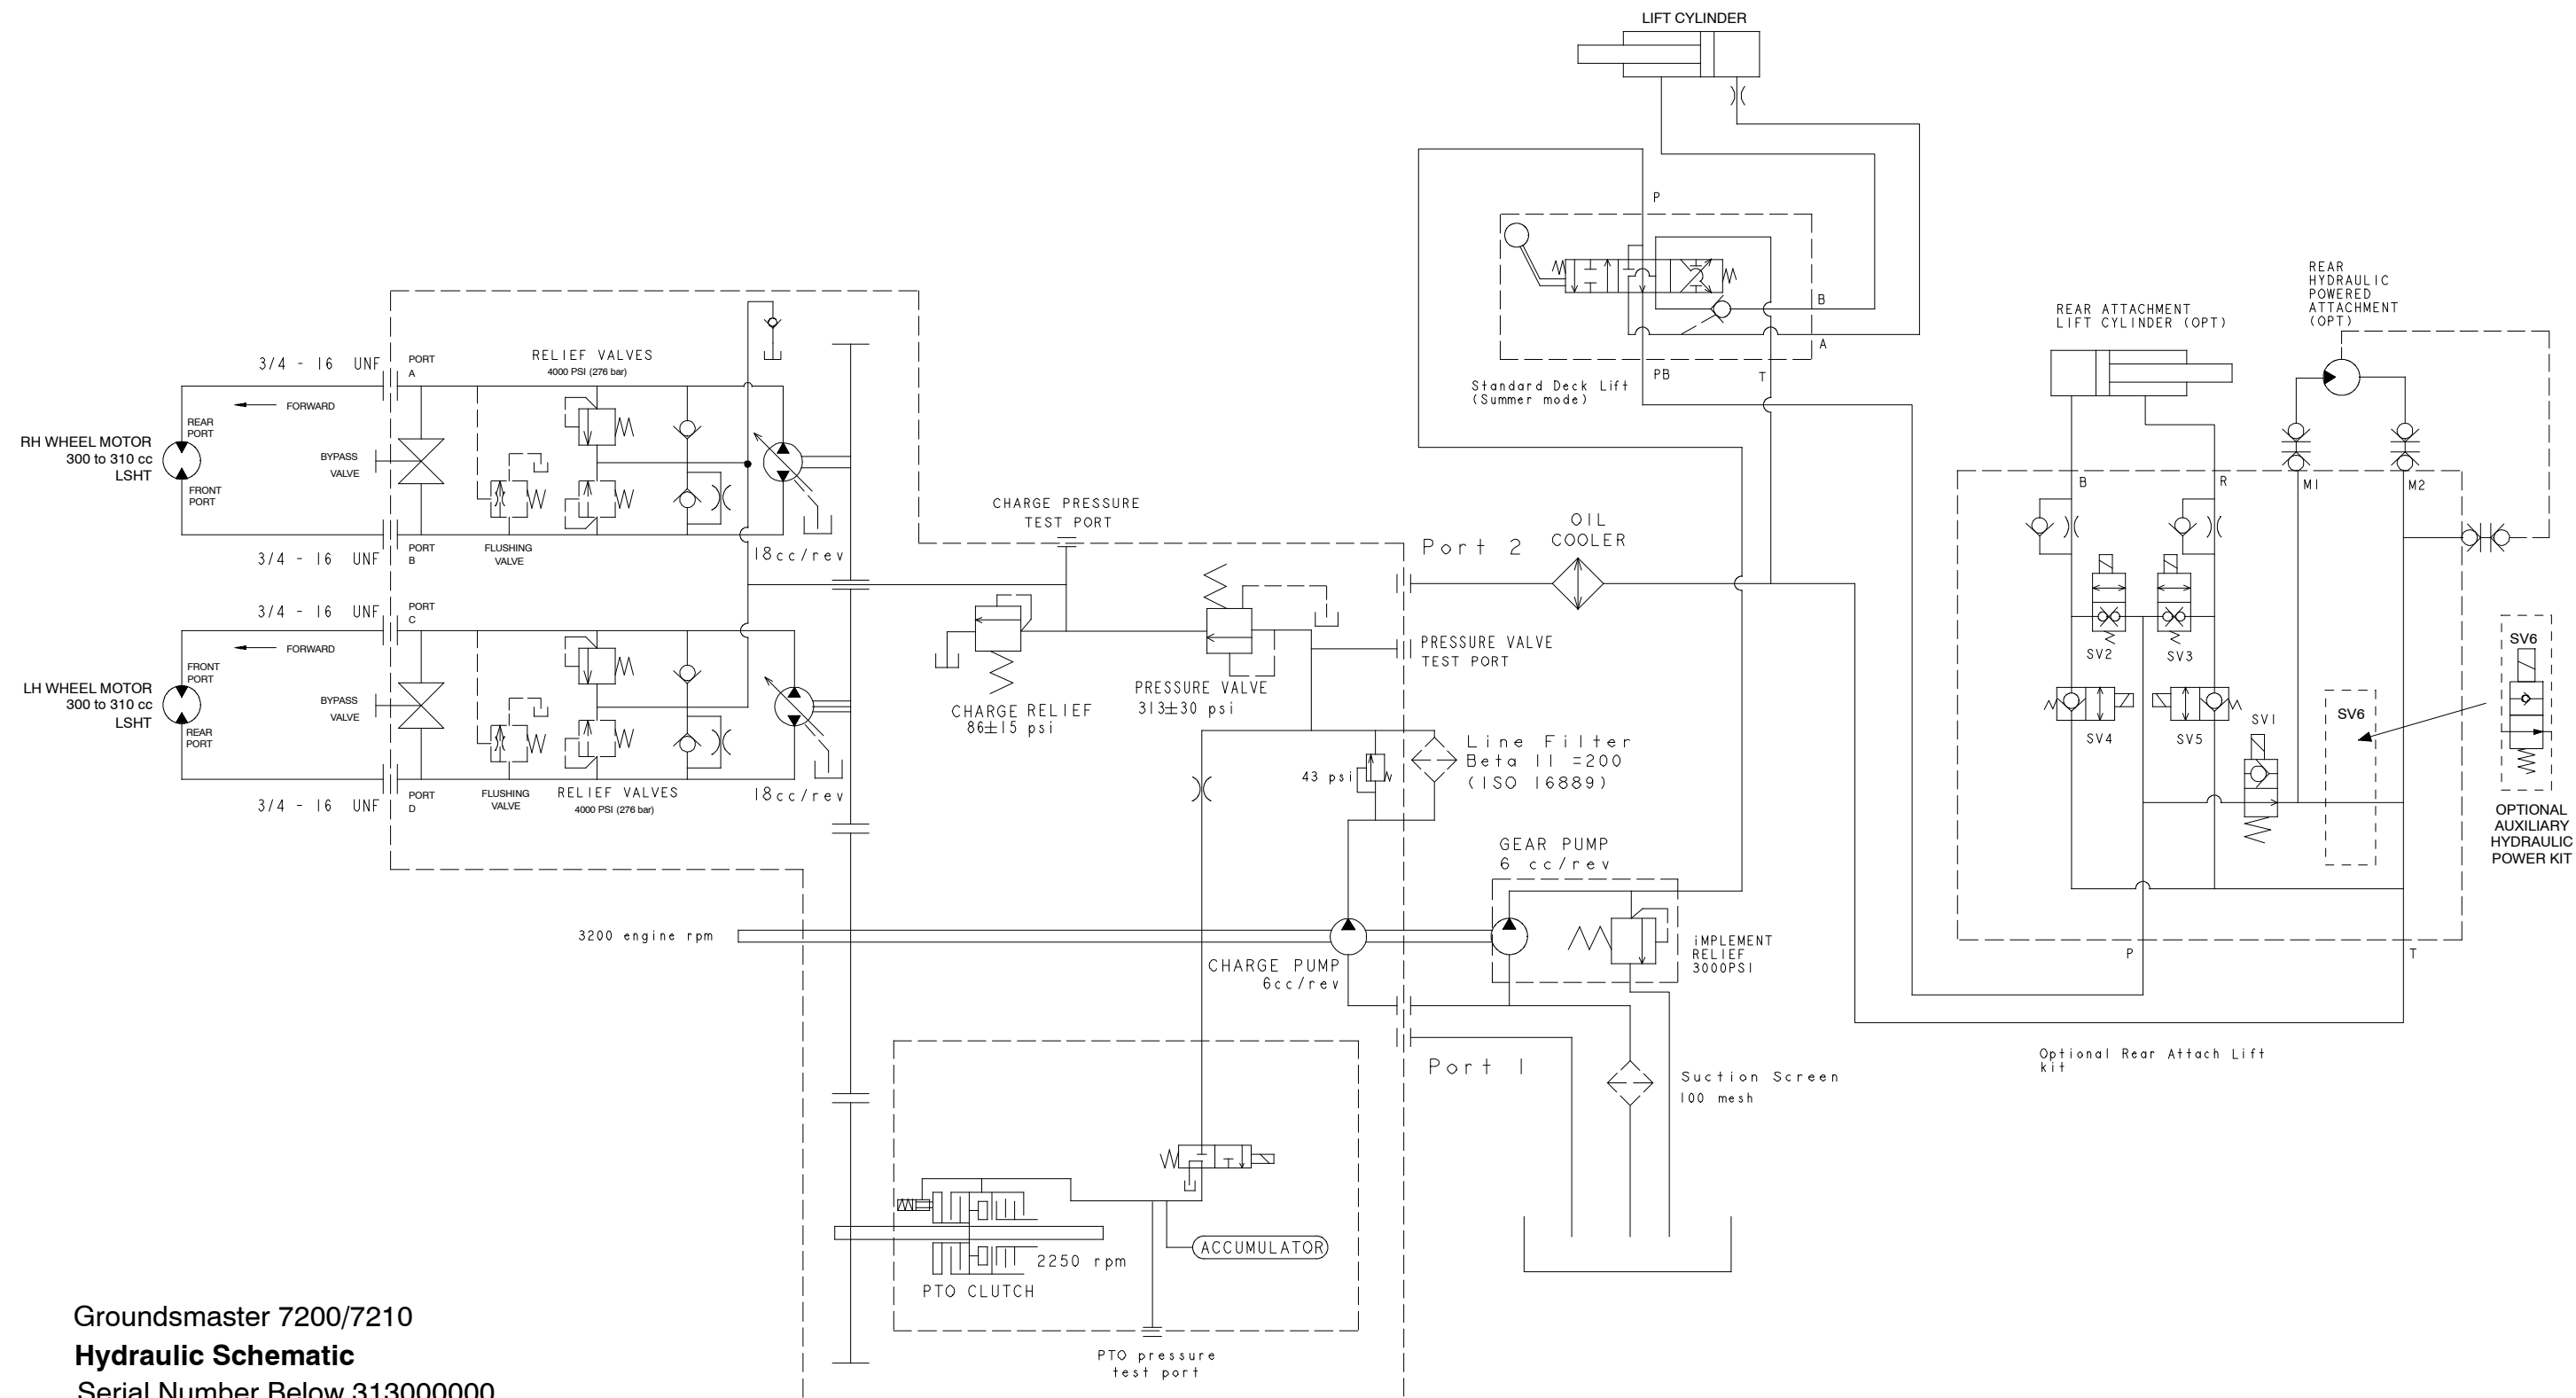 LIFT CYLINDER
P
B
A
PB
T
Standard Deck Lift
(Summer mode)
REAR
HYDRAULIC
POWERED
ATTACHMENT
(OPT)
REAR ATTACHMENT
LIFT CYLINDER (OPT)
B
R
M1
M2
SV2
SV3
SV4
SV5
SV1
SV6
SV6
OPTIONAL
AUXILIARY
HYDRAULIC
POWER KIT
P
T
Optional Rear Attach Lift
kit
3/4 - 16 UNF
PORT
A
RELIEF VALVES
4000 PSI (276 bar)
FORWARD
REAR
PORT
RH WHEEL MOTOR
300 to 310 cc
LSHT
BYPASS
VALVE
FRONT
PORT
3/4 - 16 UNF
PORT
B
FLUSHING
VALVE
18cc/rev
3/4 - 16 UNF
PORT
C
FORWARD
FRONT
PORT
LH WHEEL MOTOR
300 to 310 cc
LSHT
BYPASS
VALVE
REAR
PORT
3/4 - 16 UNF
PORT
D
FLUSHING
VALVE
RELIEF VALVES
4000 PSI (276 bar)
18cc/rev
CHARGE PRESSURE
TEST PORT
Port 2
OIL
COOLER
PRESSURE VALVE
TEST PORT
PRESSURE VALVE
313±30 psi
CHARGE RELIEF
86±15 psi
43 psi
Line Filter
Beta 11 =200
(ISO 16889)
GEAR PUMP
6 cc/rev
3200 engine rpm
CHARGE PUMP
6cc/rev
iMPLEMENT
RELIEF
3000PSI
Port 1
Suction Screen
100 mesh
ACCUMULATOR
2250 rpm
PTO CLUTCH
PTO pressure
test port
Groundsmaster 7200/7210
Hydraulic Schematic
Serial Number Below 313000000